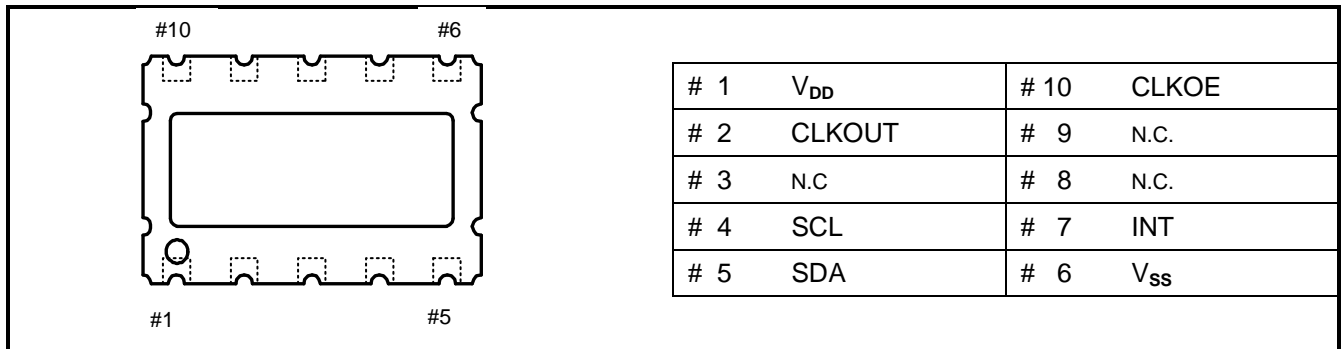 #10 #6
#1 #5
# 1 VDD # 10 CLKOE
# 2 CLKOUT # 9 N.C.
# 3 N.C # 8 N.C.
# 4 SCL # 7 INT
# 5 SDA # 6 VSS